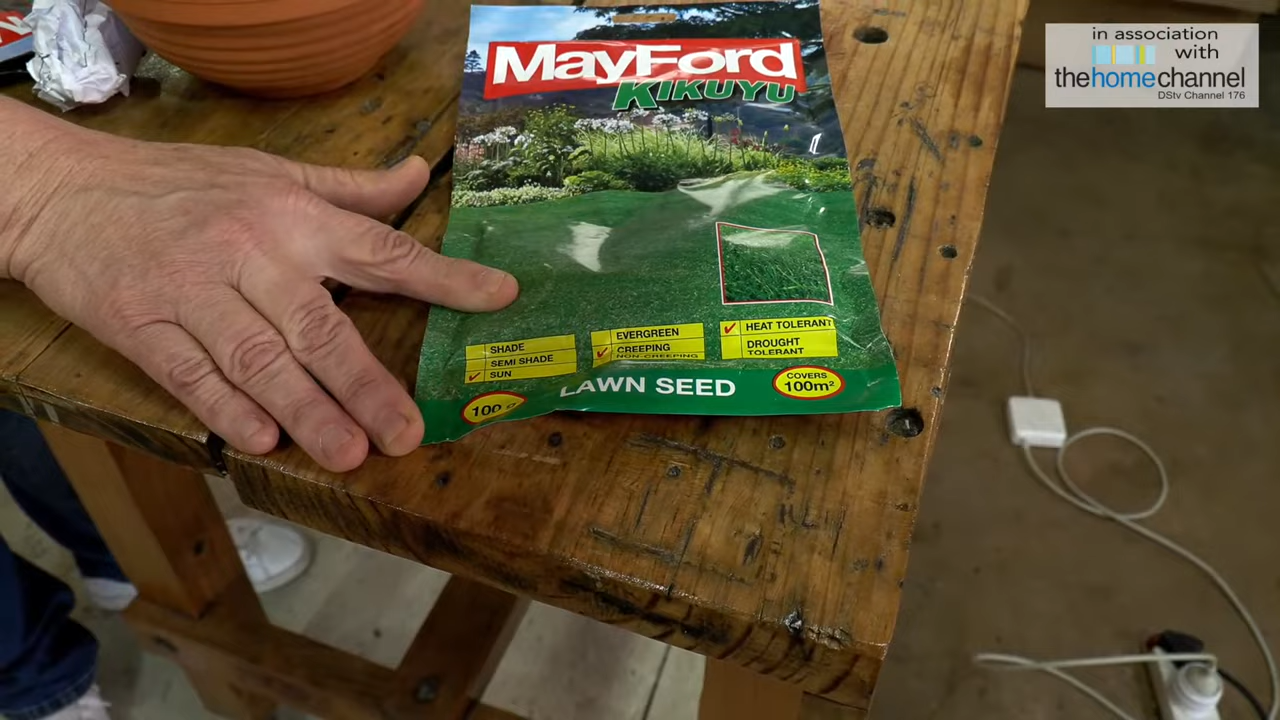 in association
with
thehomechannel
DStv Channel 176
MayFord
KIKUYU
SHADE
SEMI SHADE
SUN
EVERGREEN
CREEPING
NON-CREEPING
HEAT TOLERANT
DROUGHT
TOLERANT
LAWN SEED
100 g
COVERS
100m²